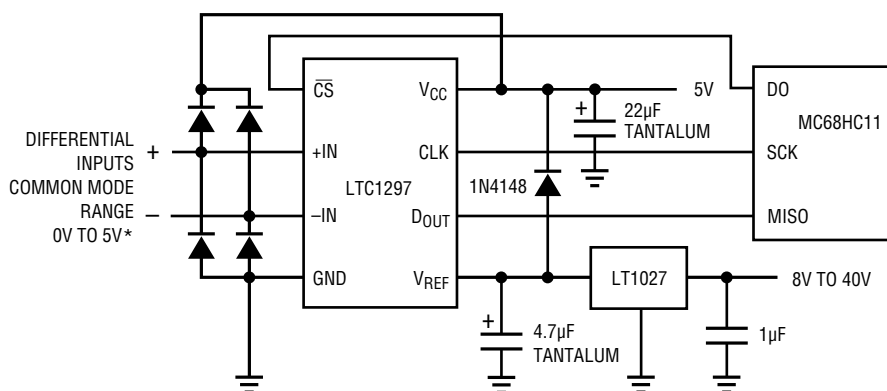 DIFFERENTIAL
INPUTS
COMMON MODE
RANGE
0V TO 5V*
+
–
CS
+IN
–IN
GND
LTC1297
VCC
CLK
DOUT
VREF
1N4148
+
22µF
TANTALUM
5V
+
4.7µF
TANTALUM
LT1027
8V TO 40V
1µF
DO
MC68HC11
SCK
MISO